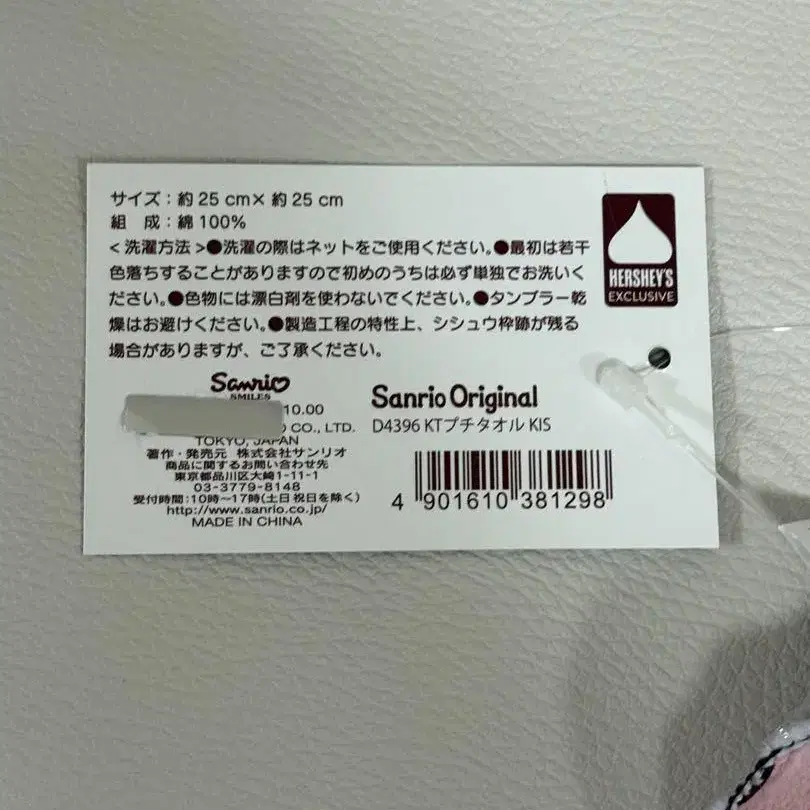 サイズ：約 25 cm× 約 25 cm
組　成：綿 100%
＜洗濯方法＞●洗濯の際はネットをご使用ください。●最初は若干
色落ちすることがありますので初めのうちは必ず単独でお洗いく
ださい。●色物には漂白剤を使わないでください。●タンブラー乾
燥はお避けください。●製造工程の特性上、シシュウ枠跡が残る
場合がありますが、ご了承ください。
HERSHEY'S
EXCLUSIVE
Sanrio
SMILES
10.00
CO., LTD.
TOKYO, JAPAN
著作・発売元　株式会社サンリオ
商品に関するお問い合わせ先
東京都品川区大崎1-11-1
03-3779-8148
受付時間:10時〜17時(土日祝日を除く)
http://www.sanrio.co.jp/
MADE IN CHINA
Sanrio Original
D4396 KTプチタオル KIS
4 901610 381298